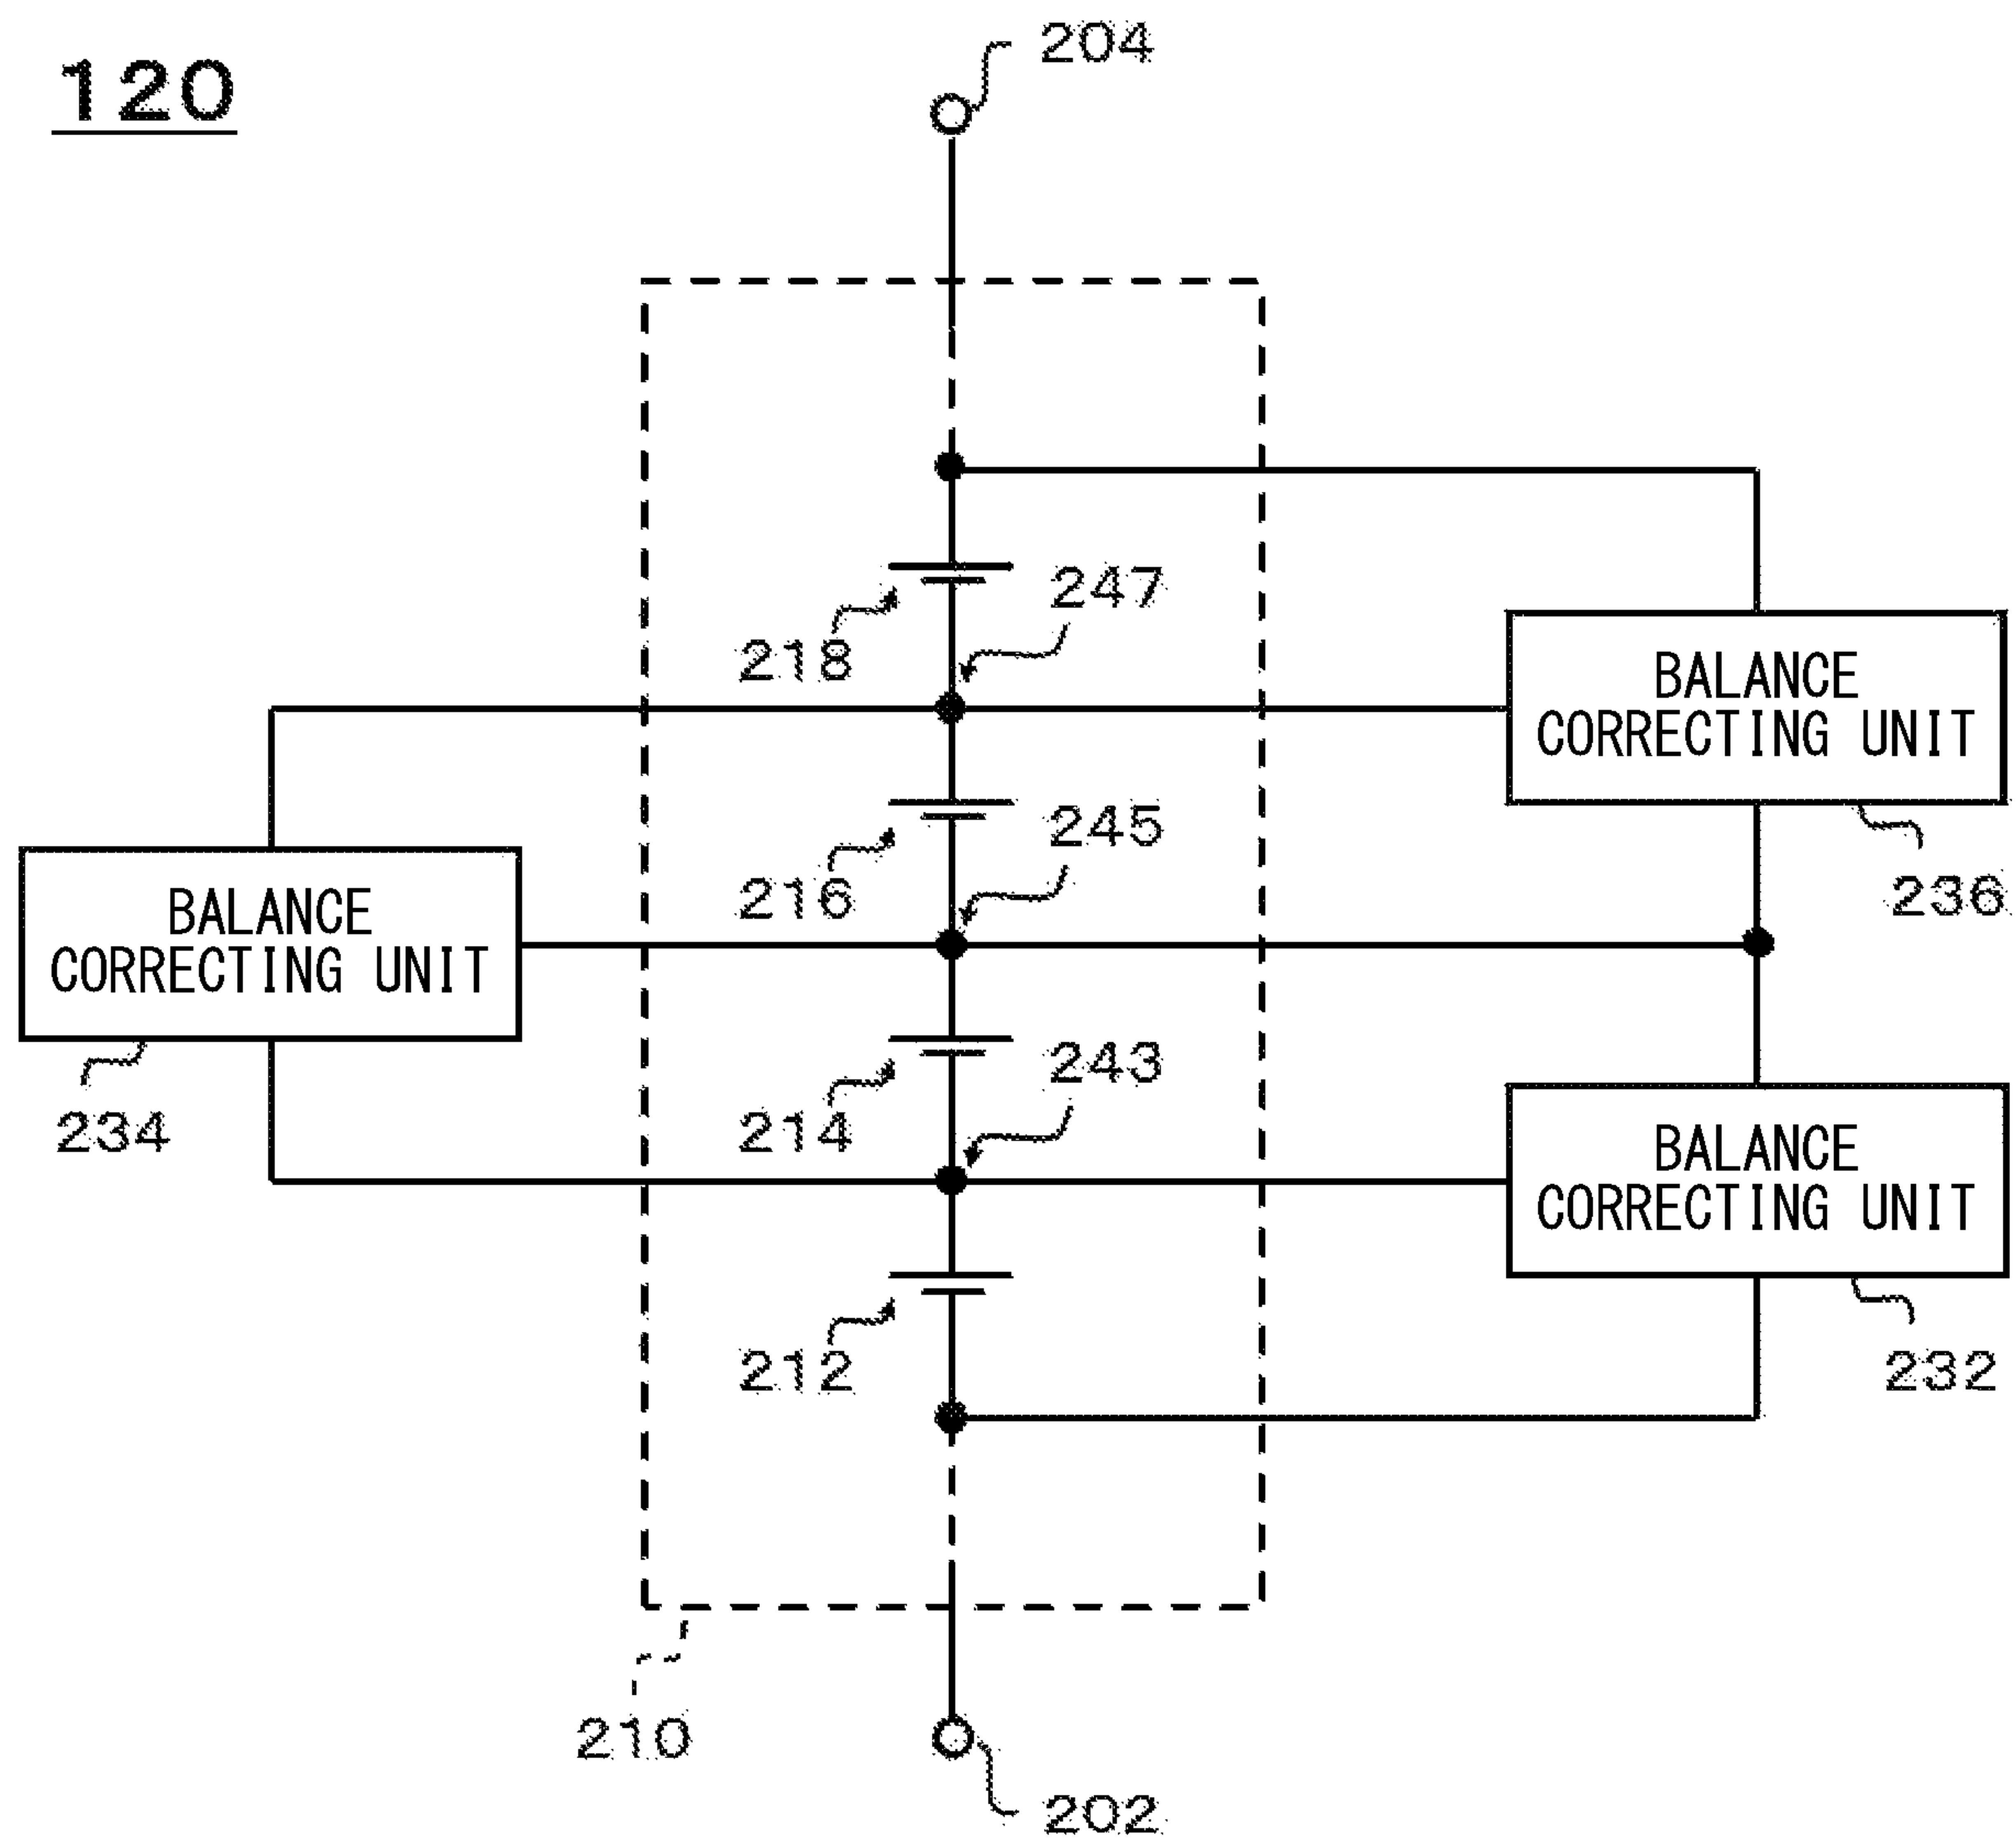 120
204
247
218
BALANCE
CORRECTING UNIT
245
216
236
BALANCE
CORRECTING UNIT
243
234
214
BALANCE
CORRECTING UNIT
212
232
210
202